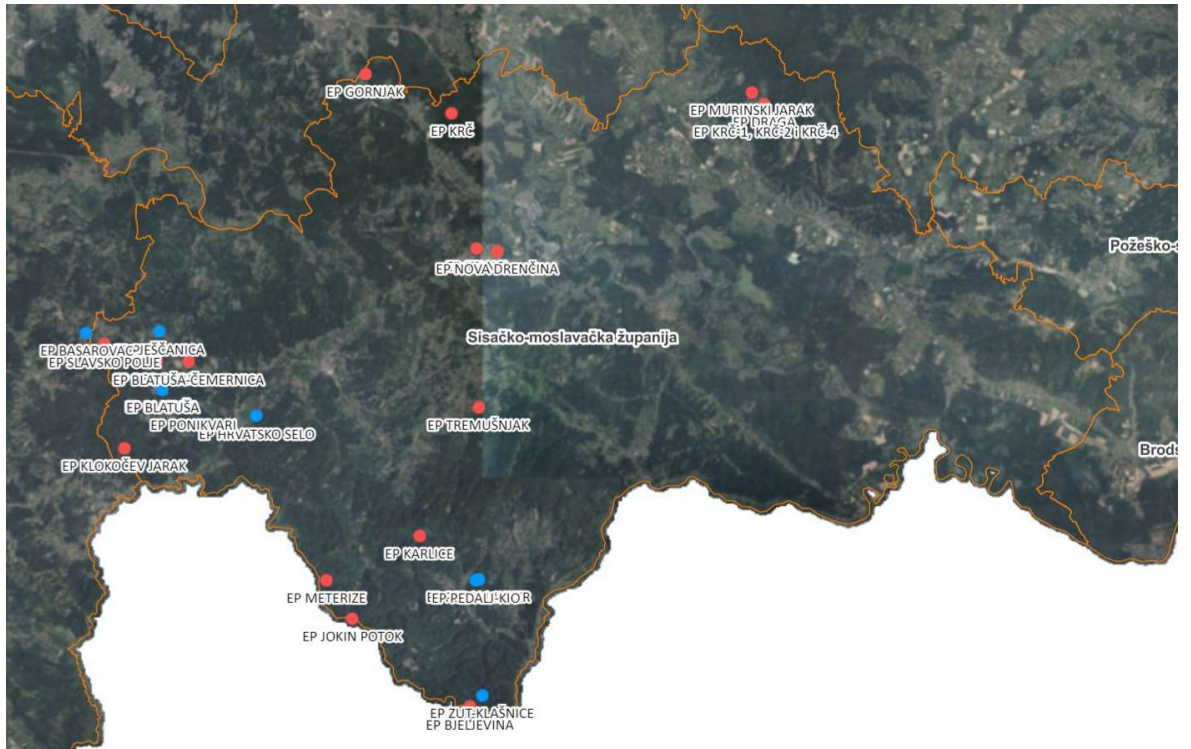 EP GORNJAK
EP KRČ
EP MURINSKI JARAK
EP DRAGA
EP KRČ-1, KRČ-2 i KRČ-4
Požeško-s
EP NOVA DRENČINA
Sisačko-moslavačka županija
EP BASAROVAC
PJEŠČANICA
EP SLAVSKO POLJE
EP BLATUŠA-ČEMERNICA
EP BLATUŠA
EP PONIKVARI
EP HRVATSKO SELO
EP TREMUŠNJAK
Brods
EP KLOKOČEV JARAK
EP KARLICE
EP METERIZE
EP PEDALJ-KIO
EP JOKIN POTOK
EP ŽUT-KLAŠNICE
EP BJELJEVINA